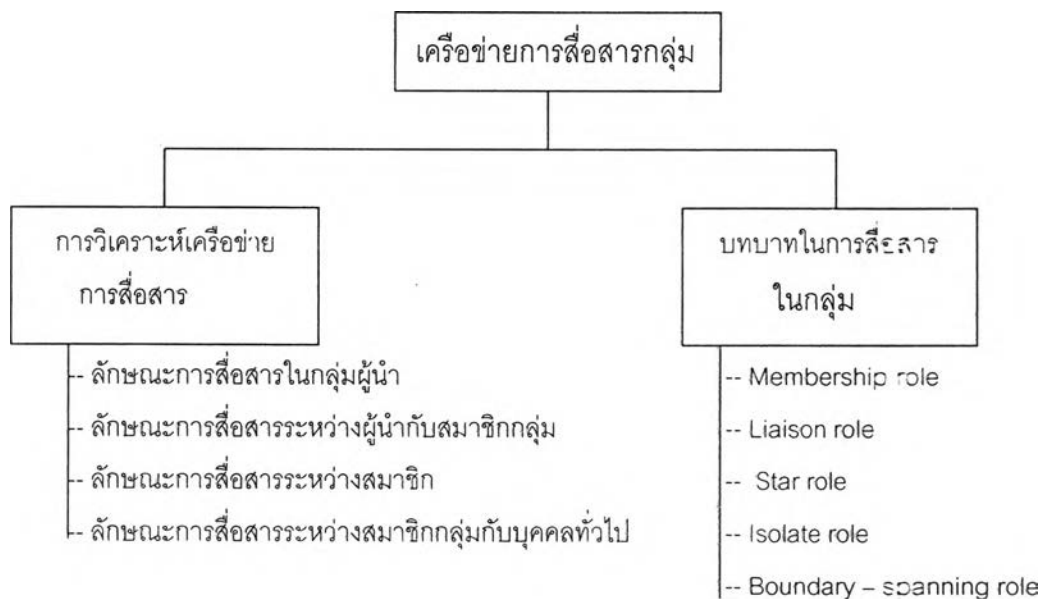 เครือข่ายการสื่อสารกลุ่ม
การวิเคราะห์เครือข่าย
การสื่อสาร
-- ลักษณะการสื่อสารในกลุ่มผู้นำ
-- ลักษณะการสื่อสารระหว่างผู้นำกับสมาชิกกลุ่ม
-- ลักษณะการสื่อสารระหว่างสมาชิก
-- ลักษณะการสื่อสารระหว่างสมาชิกกลุ่มกับบุคคลทั่วไป
บทบาทในการสื่อสาร
ในกลุ่ม
-- Membership role
-- Liaison role
-- Star role
-- Isolate role
-- Boundary – spanning role